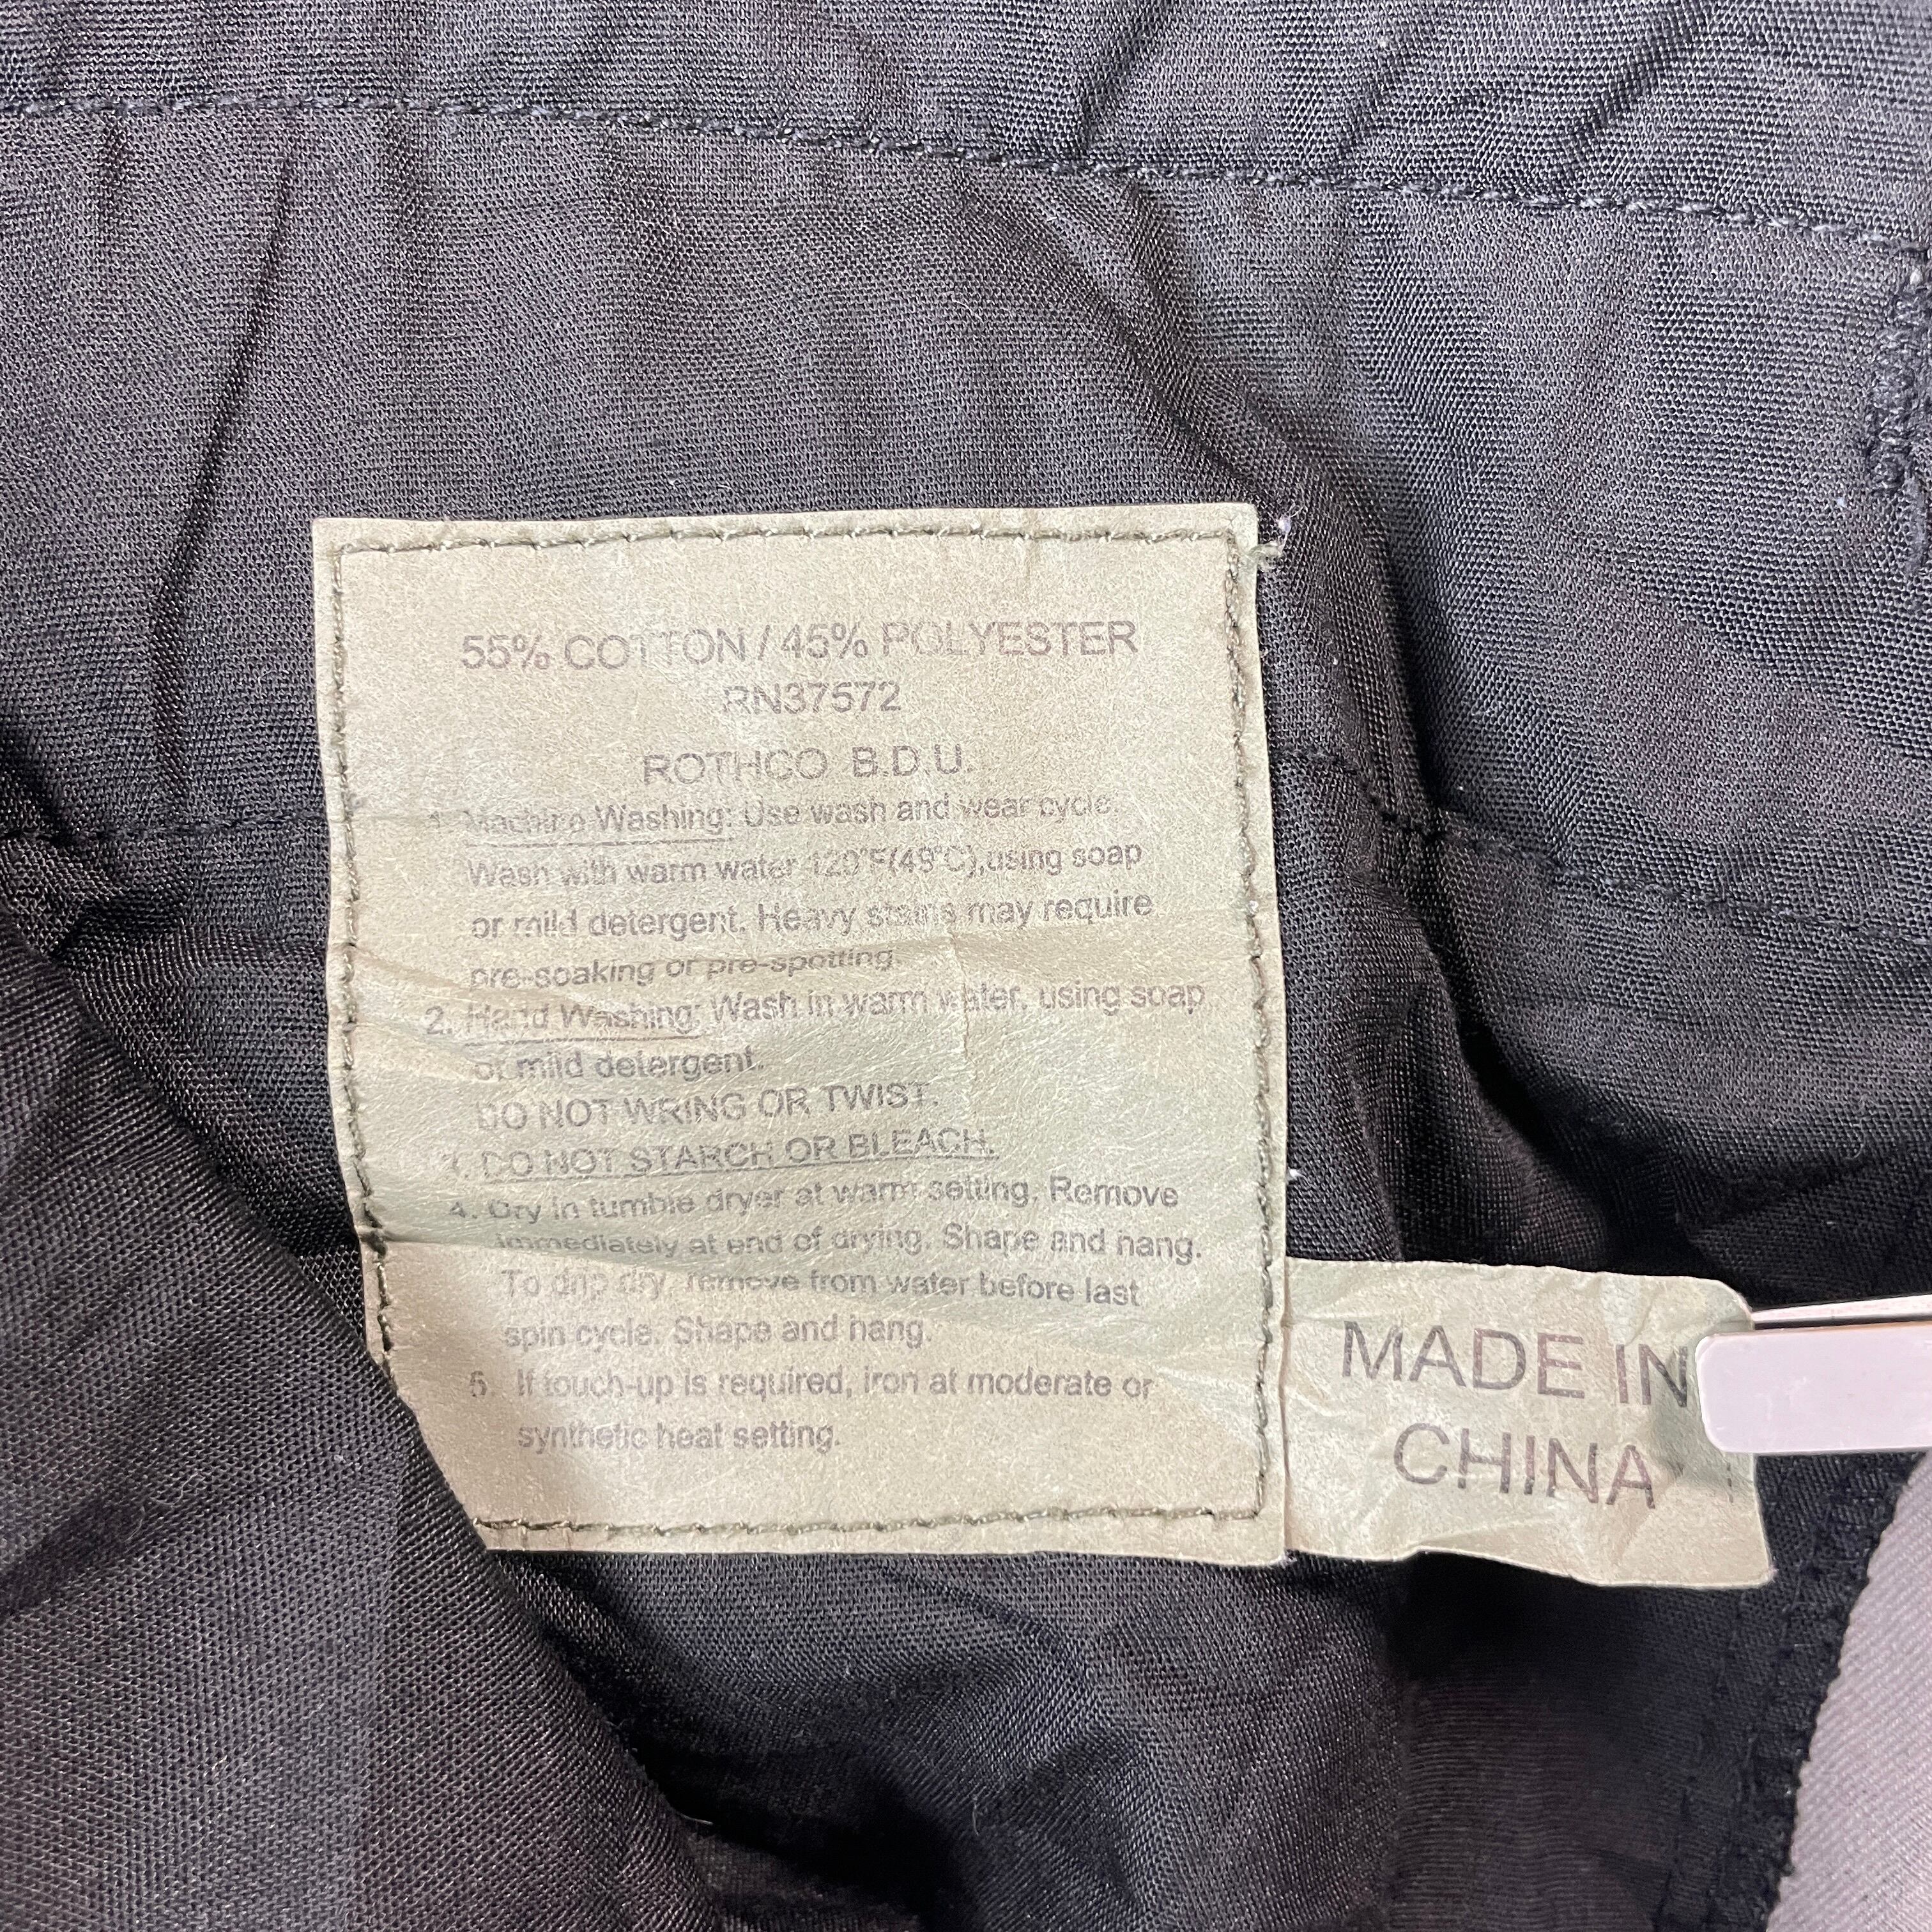 55% COTTON / 45% POLYESTER
RN37572
ROTHCO B.D.U.
1. Machine Washing: Use wash and wear cycle.
Wash with warm water 120°F(49°C),using soap
or mild detergent. Heavy stains may require
pre-soaking or pre-spotting.
2. Hand Washing: Wash in warm water, using soap
or mild detergent.
DO NOT WRING OR TWIST.
3. DO NOT STARCH OR BLEACH.
4. Dry in tumble dryer at warm setting. Remove
immediately at end of drying. Shape and hang.
To drip dry, remove from water before last
spin cycle. Shape and hang.
5. If touch-up is required, iron at moderate or
synthetic heat setting.
MADE IN
CHINA